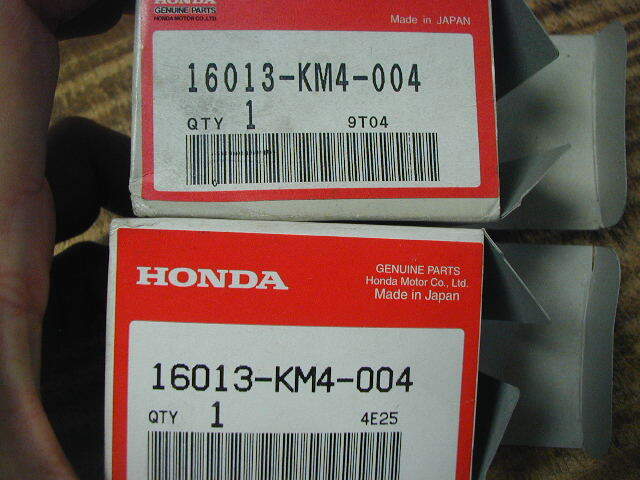 HONDA
GENUINE PARTS
HONDA MOTOR CO., LTD.
Made in JAPAN
16013-KM4-004
QTY 1 9T04
HONDA
GENUINE PARTS
Honda Motor Co., Ltd.
Made in Japan
16013-KM4-004
QTY 1 4E25